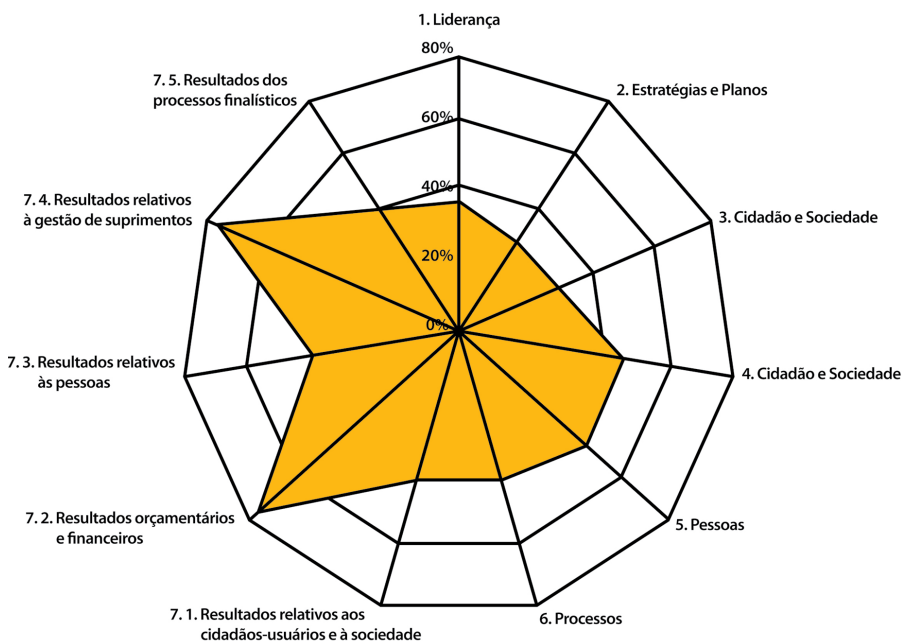 1. Liderança
80%
60%
40%
20%
0%
2. Estratégias e Planos
3. Cidadão e Sociedade
4. Cidadão e Sociedade
5. Pessoas
6. Processos
7. 1. Resultados relativos aos
cidadãos-usuários e à sociedade
7. 2. Resultados orçamentários
e financeiros
7. 3. Resultados relativos
às pessoas
7. 4. Resultados relativos
à gestão de suprimentos
7. 5. Resultados dos
processos finalísticos